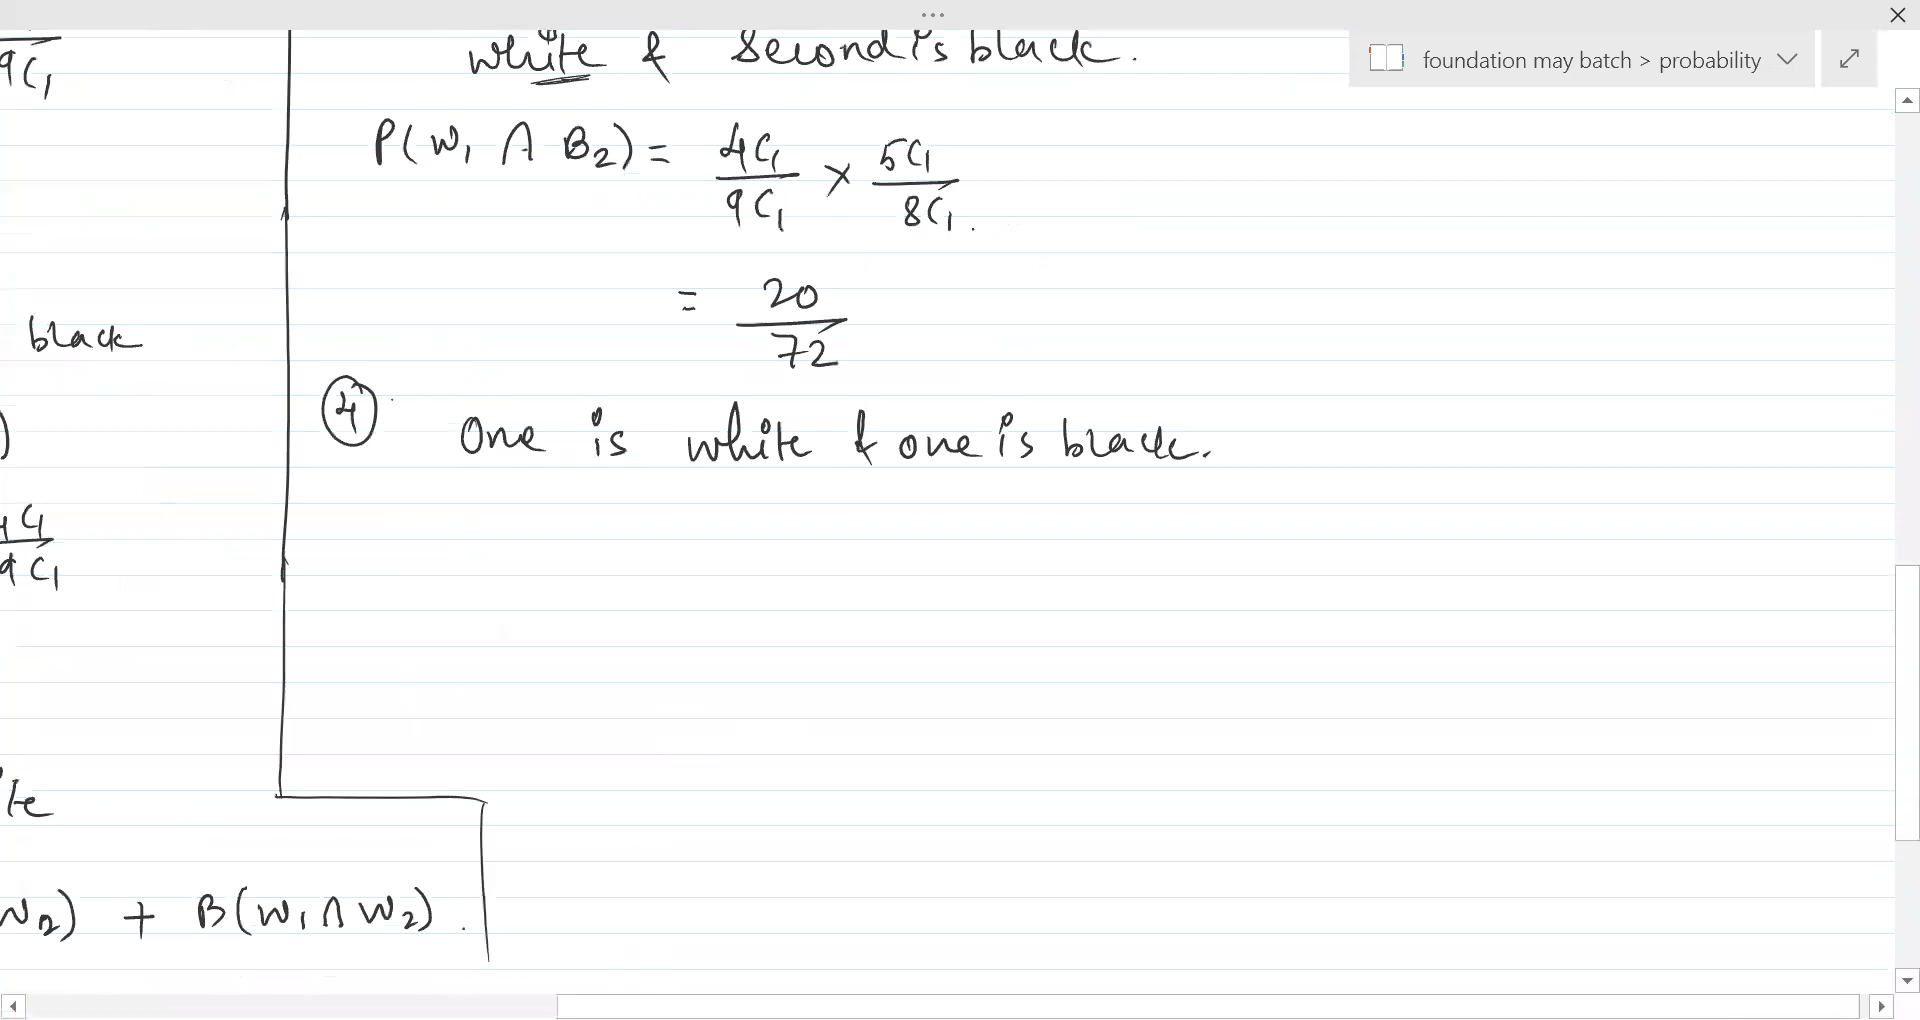 foundation may batch > probability
9C₁
black
)
4C₁
9C₁
te
W₂) + B(W₁ ∩ W₂).
white & second is black.
P(W₁ ∩ B₂) = 4C₁/9C₁ × 5C₁/8C₁.
= 20/72
④ One is white & one is black.